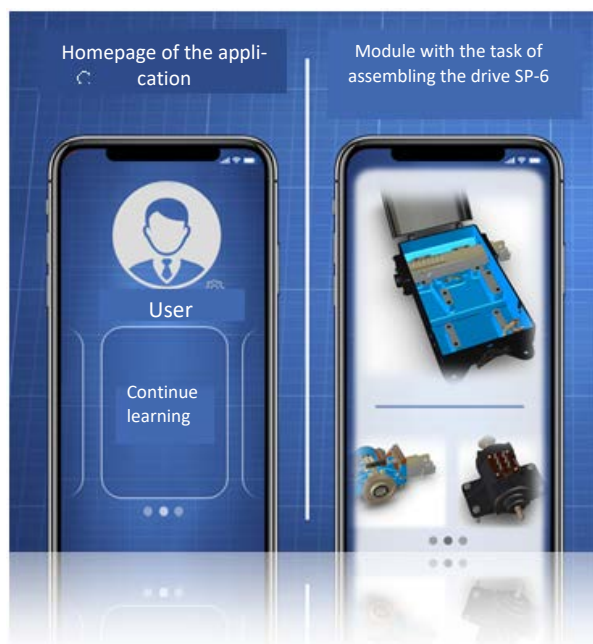 Homepage of the appli-
cation
Module with the task of
assembling the drive SP-6
User
Continue
learning